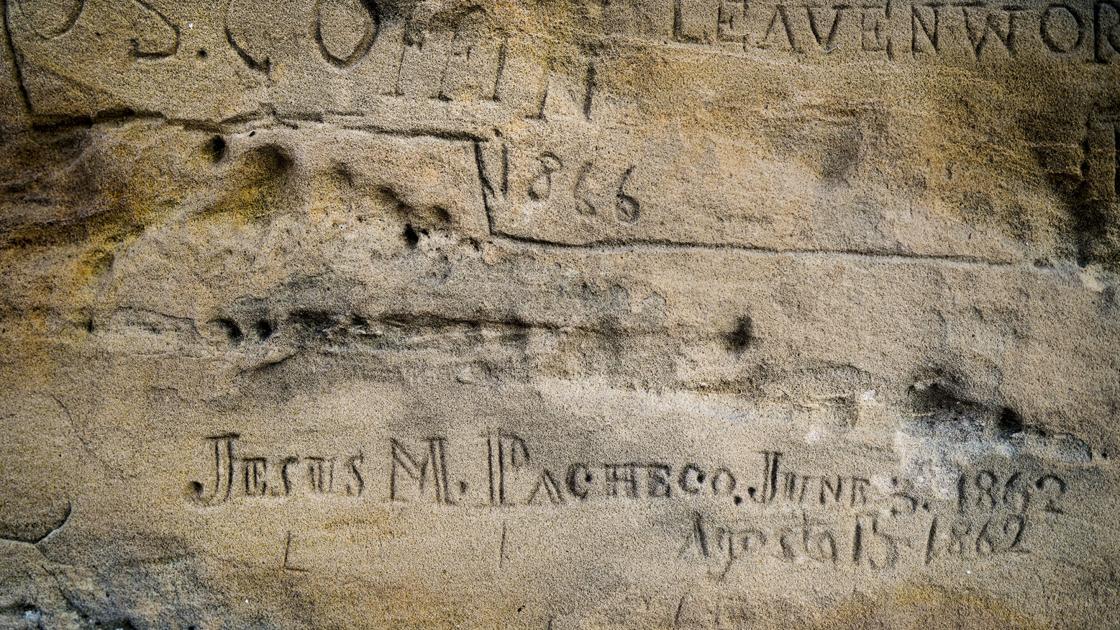 S. COFFIN
LEAVENWOR
1866
JESUS M. PACHECO. JUNE 3. 1862
Agosto 15. 1862